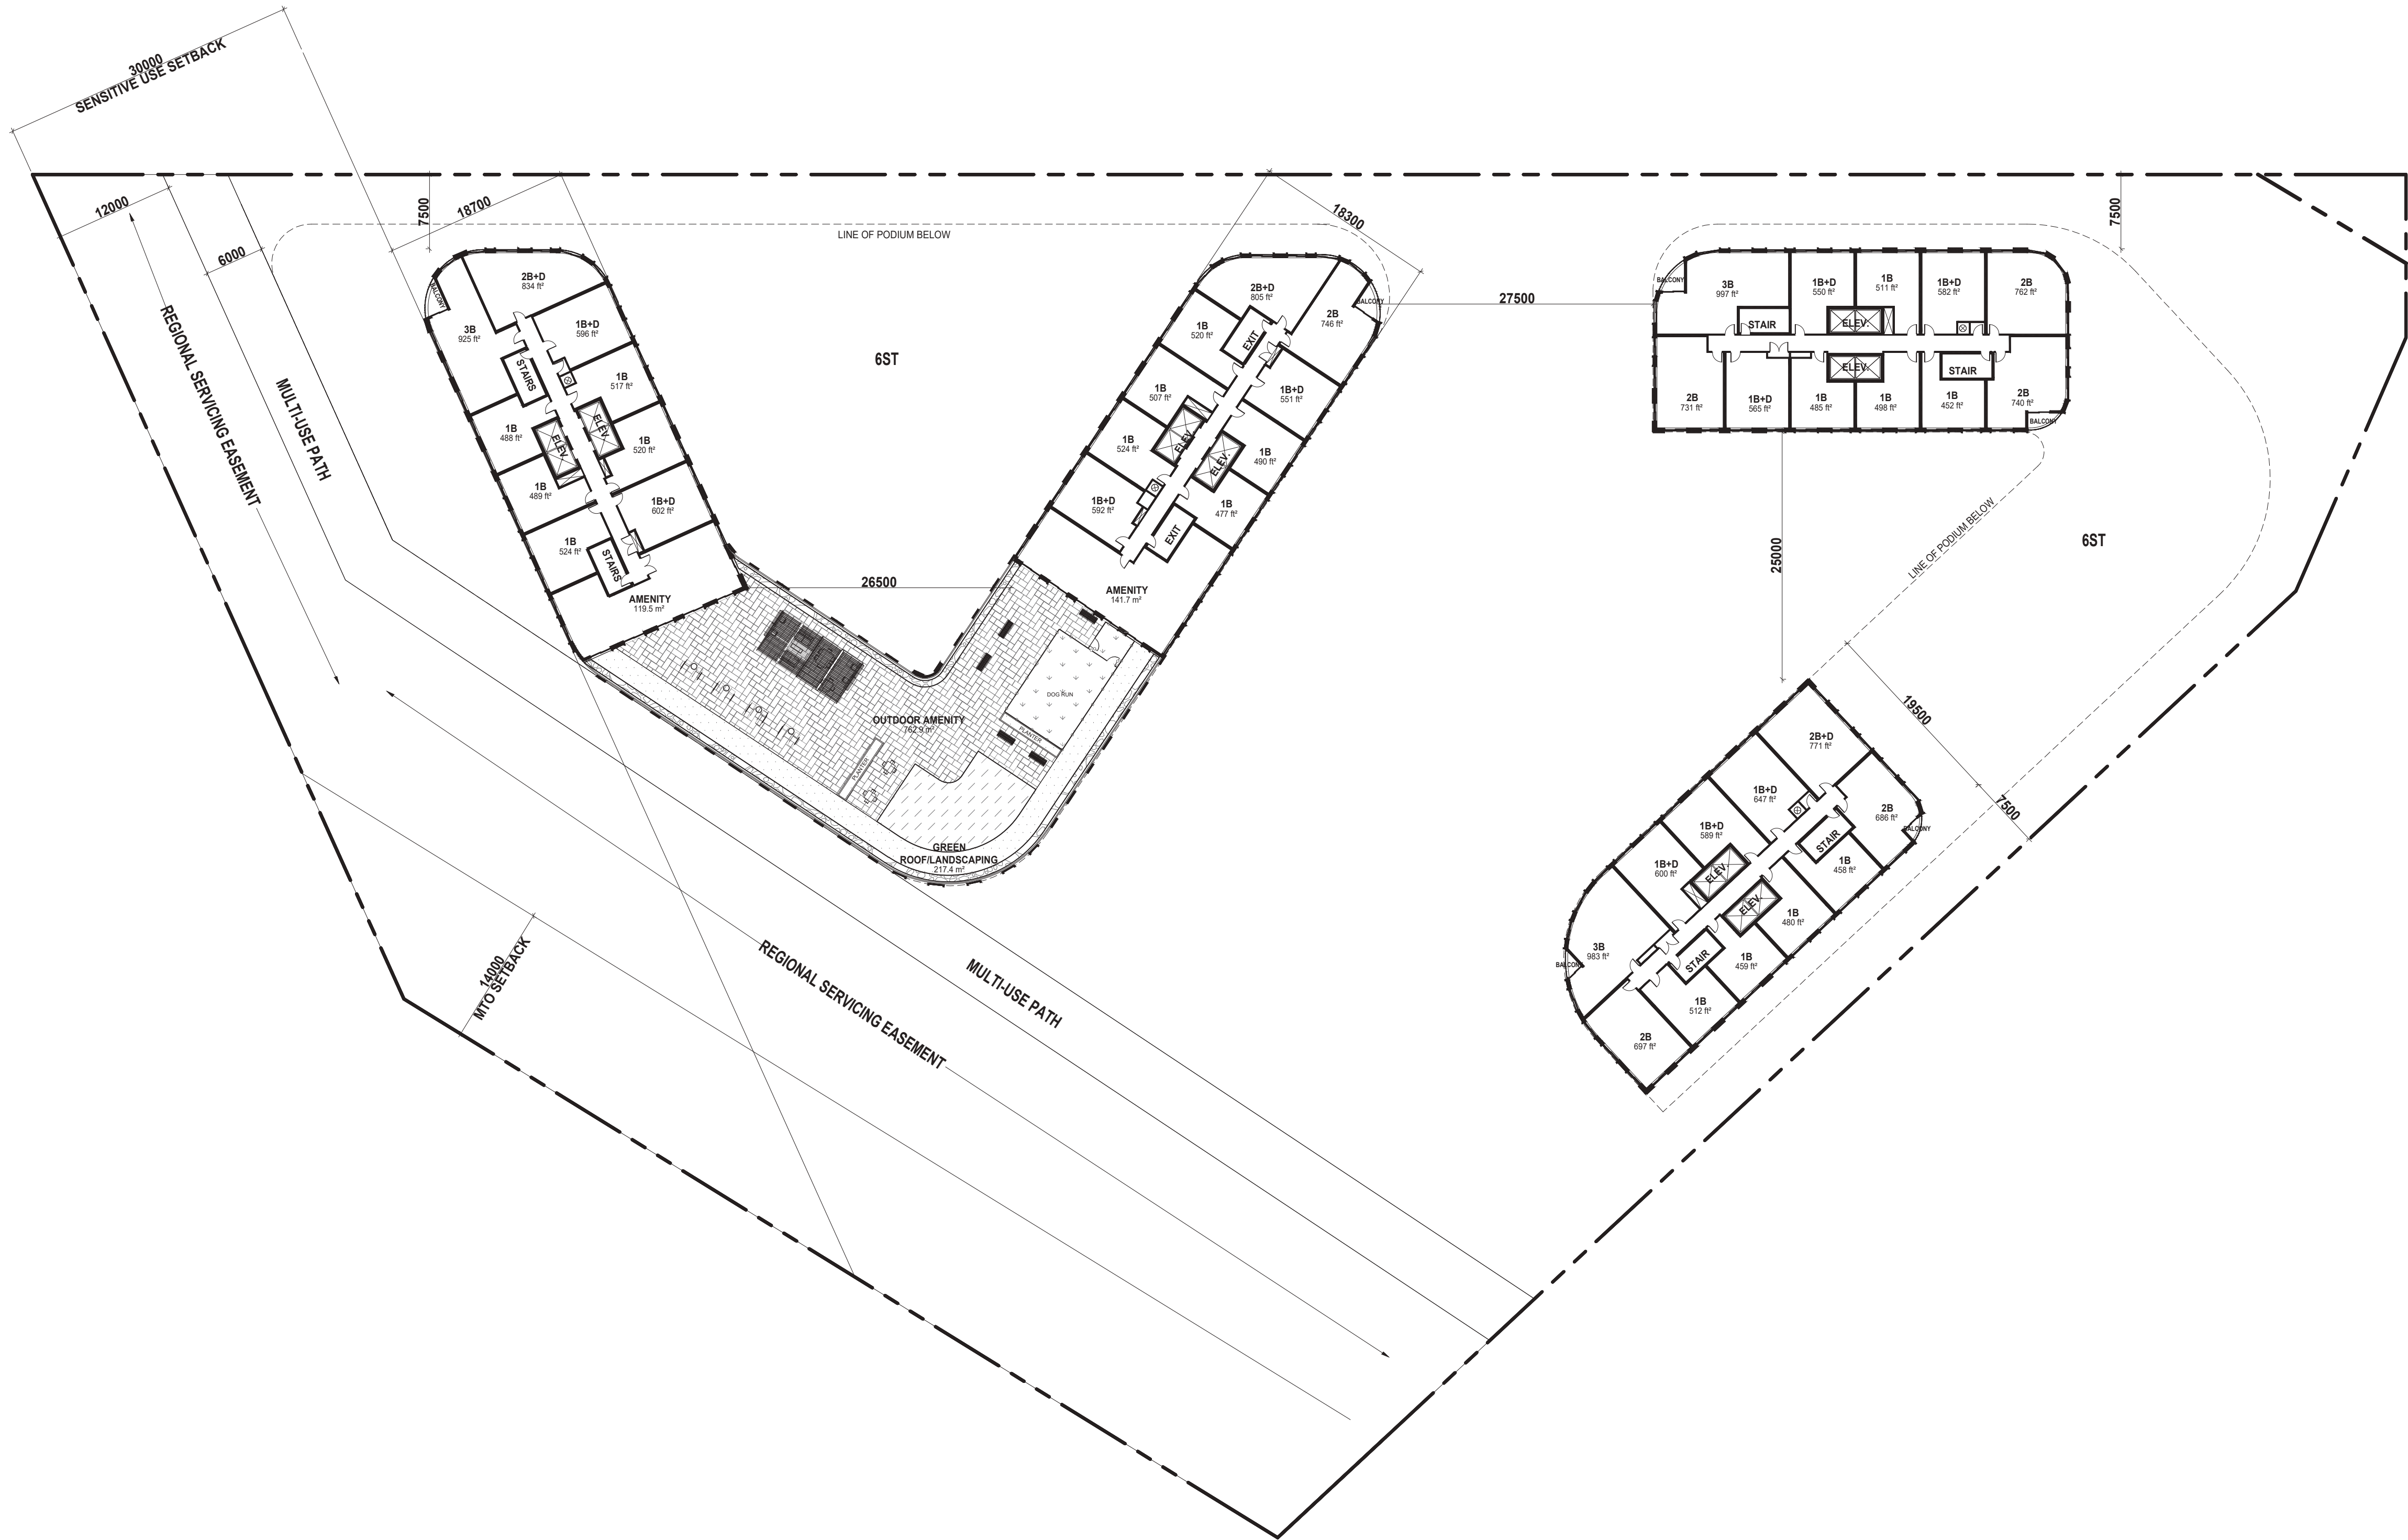 30000
SENSITIVE USE SETBACK
12000
6000
7500
18700
REGIONAL SERVICING EASEMENT
MULTI-USE PATH
LINE OF PODIUM BELOW
6ST
BALCONY
2B+D
834 ft²
3B
925 ft²
1B+D
596 ft²
STAIRS
1B
517 ft²
1B
488 ft²
ELEV.
ELEV.
1B
520 ft²
1B
489 ft²
1B+D
602 ft²
1B
524 ft²
STAIRS
AMENITY
119.5 m²
26500
18300
2B+D
805 ft²
BALCONY
2B
746 ft²
1B
520 ft²
EXIT
1B
507 ft²
1B+D
551 ft²
1B
524 ft²
ELEV.
ELEV.
1B
490 ft²
1B+D
592 ft²
1B
477 ft²
EXIT
AMENITY
141.7 m²
DOG RUN
PLANTER
OUTDOOR AMENITY
762.9 m²
PLANTER
GREEN
ROOF/LANDSCAPING
217.4 m²
27500
7500
BALCONY
3B
997 ft²
1B+D
550 ft²
1B
511 ft²
1B+D
582 ft²
2B
762 ft²
STAIR
ELEV.
ELEV.
STAIR
2B
731 ft²
1B+D
565 ft²
1B
485 ft²
1B
498 ft²
1B
452 ft²
2B
740 ft²
BALCONY
25000
LINE OF PODIUM BELOW
6ST
19500
7500
2B+D
771 ft²
1B+D
647 ft²
2B
686 ft²
BALCONY
1B+D
589 ft²
STAIR
1B
458 ft²
1B+D
600 ft²
ELEV.
ELEV.
1B
480 ft²
3B
983 ft²
BALCONY
STAIR
1B
459 ft²
1B
512 ft²
2B
697 ft²
14000
MTO SETBACK
REGIONAL SERVICING EASEMENT
MULTI-USE PATH